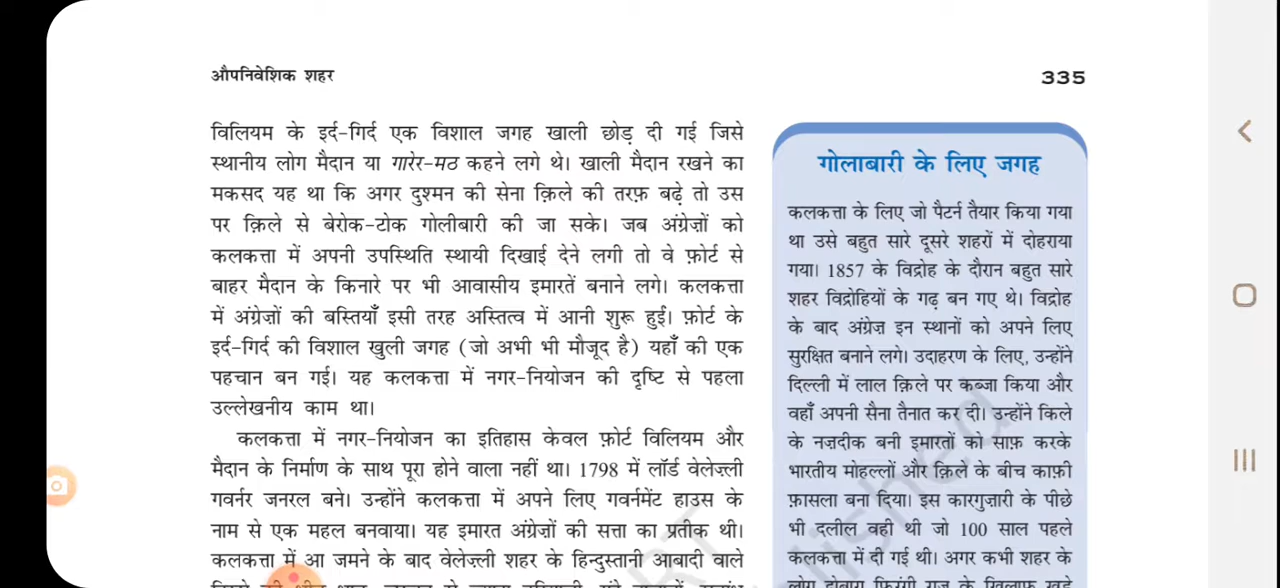 औपनिवेशिक शहर
335
विलियम के इर्द-गिर्द एक विशाल जगह खाली छोड़ दी गई जिसे
स्थानीय लोग मैदान या गारेर-मठ कहने लगे थे। खाली मैदान रखने का
मकसद यह था कि अगर दुश्मन की सेना क़िले की तरफ़ बढ़े तो उस
पर क़िले से बेरोक-टोक गोलीबारी की जा सके। जब अंग्रेज़ों को
कलकत्ता में अपनी उपस्थिति स्थायी दिखाई देने लगी तो वे फ़ोर्ट से
बाहर मैदान के किनारे पर भी आवासीय इमारतें बनाने लगे। कलकत्ता
में अंग्रेज़ों की बस्तियाँ इसी तरह अस्तित्व में आनी शुरू हुईं। फ़ोर्ट के
इर्द-गिर्द की विशाल खुली जगह (जो अभी भी मौजूद है) यहाँ की एक
पहचान बन गई। यह कलकत्ता में नगर-नियोजन की दृष्टि से पहला
उल्लेखनीय काम था।
कलकत्ता में नगर-नियोजन का इतिहास केवल फ़ोर्ट विलियम और
मैदान के निर्माण के साथ पूरा होने वाला नहीं था। 1798 में लॉर्ड वेलेज़्ली
गवर्नर जनरल बने। उन्होंने कलकत्ता में अपने लिए गवर्नमेंट हाउस के
नाम से एक महल बनवाया। यह इमारत अंग्रेज़ों की सत्ता का प्रतीक थी।
कलकत्ता में आ जमने के बाद वेलेज़्ली शहर के हिन्दुस्तानी आबादी वाले
गोलाबारी के लिए जगह
कलकत्ता के लिए जो पैटर्न तैयार किया गया
था उसे बहुत सारे दूसरे शहरों में दोहराया
गया। 1857 के विद्रोह के दौरान बहुत सारे
शहर विद्रोहियों के गढ़ बन गए थे। विद्रोह
के बाद अंग्रेज़ इन स्थानों को अपने लिए
सुरक्षित बनाने लगे। उदाहरण के लिए, उन्होंने
दिल्ली में लाल क़िले पर कब्ज़ा किया और
वहाँ अपनी सैना तैनात कर दी। उन्होंने किले
के नज़दीक बनी इमारतों को साफ़ करके
भारतीय मोहल्लों और क़िले के बीच काफ़ी
फ़ासला बना दिया। इस कारगुज़ारी के पीछे
भी दलील वही थी जो 100 साल पहले
कलकत्ता में दी गई थी। अगर कभी शहर के